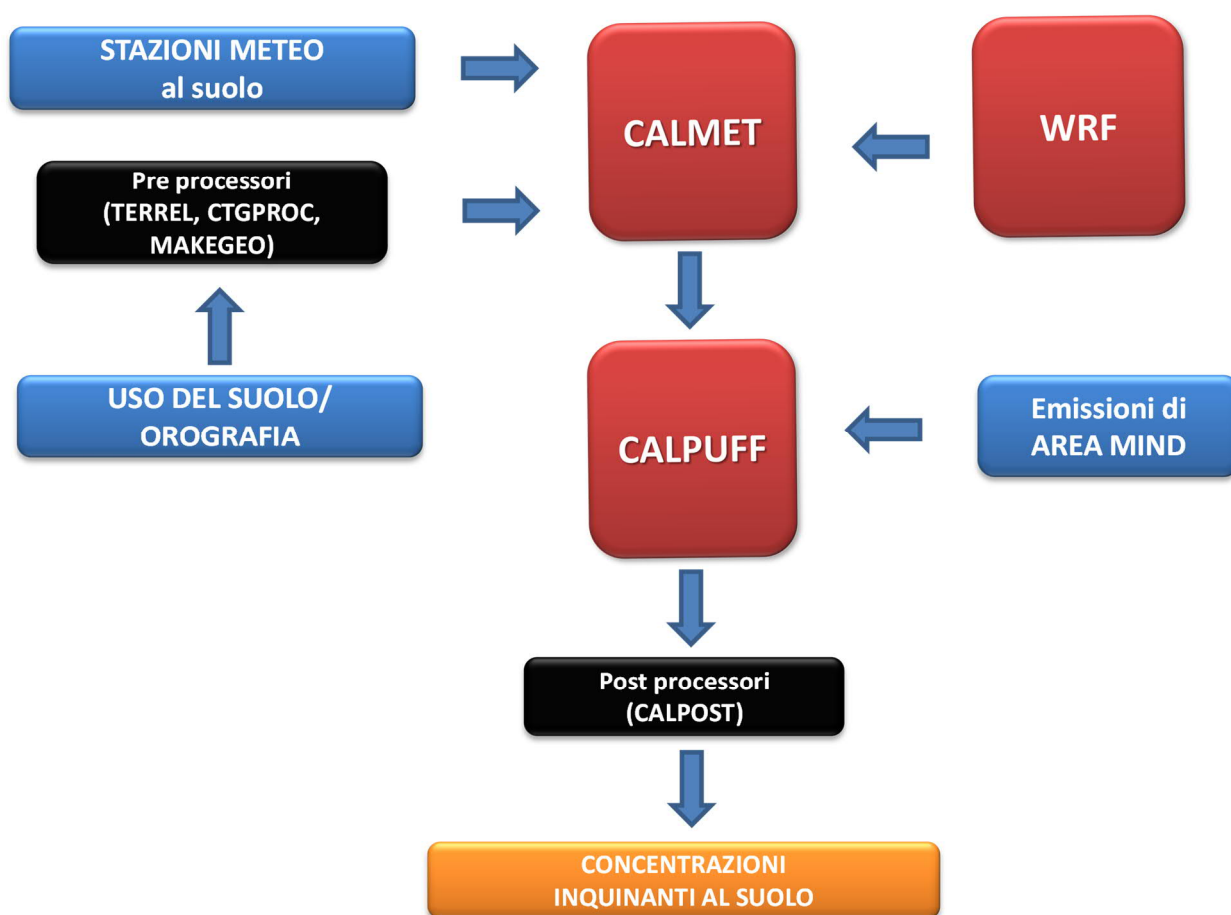 STAZIONI METEO
al suolo
CALMET
WRF
Pre processori
(TERREL, CTGPROC,
MAKEGEO)
USO DEL SUOLO/
OROGRAFIA
CALPUFF
Emissioni di
AREA MIND
Post processori
(CALPOST)
CONCENTRAZIONI
INQUINANTI AL SUOLO